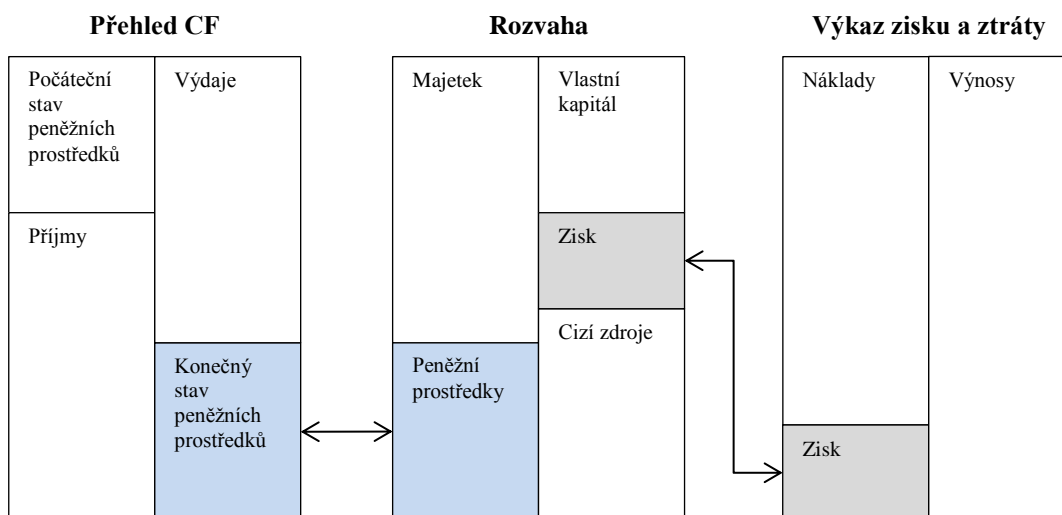 Přehled CF
Rozvaha
Výkaz zisku a ztráty
Počáteční
stav
peněžních
prostředků
Výdaje
Příjmy
Konečný
stav
peněžních
prostředků
Majetek
Peněžní
prostředky
Vlastní
kapitál
Zisk
Cizí zdroje
Náklady
Zisk
Výnosy